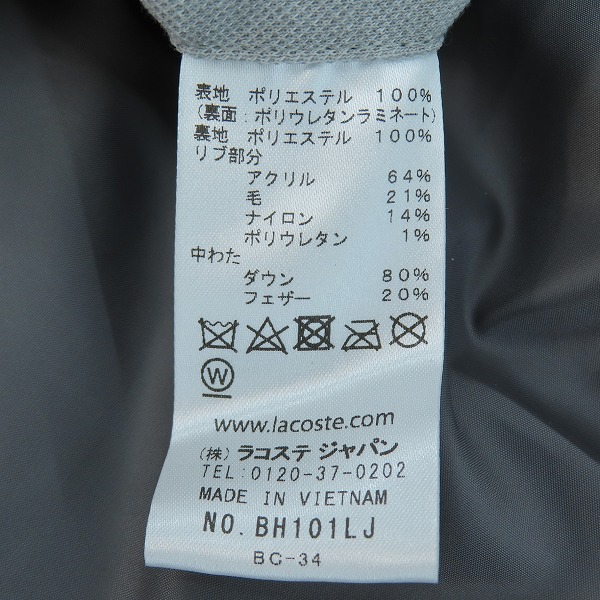 表地 ポリエステル 100%
(裏面:ポリウレタンラミネート)
裏地 ポリエステル 100%
リブ部分
アクリル 64%
毛 21%
ナイロン 14%
ポリウレタン 1%
中わた
ダウン 80%
フェザー 20%
W
www.lacoste.com
(株) ラコステ ジャパン
TEL:0120-37-0202
MADE IN VIETNAM
NO. BH101LJ
BC-34